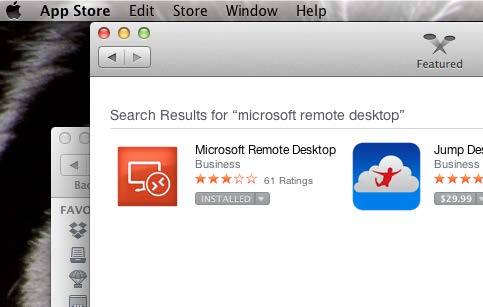 App Store Edit Store Window Help
Featured
Search Results for “microsoft remote desktop”
Microsoft Remote Desktop
Business
61 Ratings
INSTALLED
Jump Des
Business
$29.99
Bac
FAVO